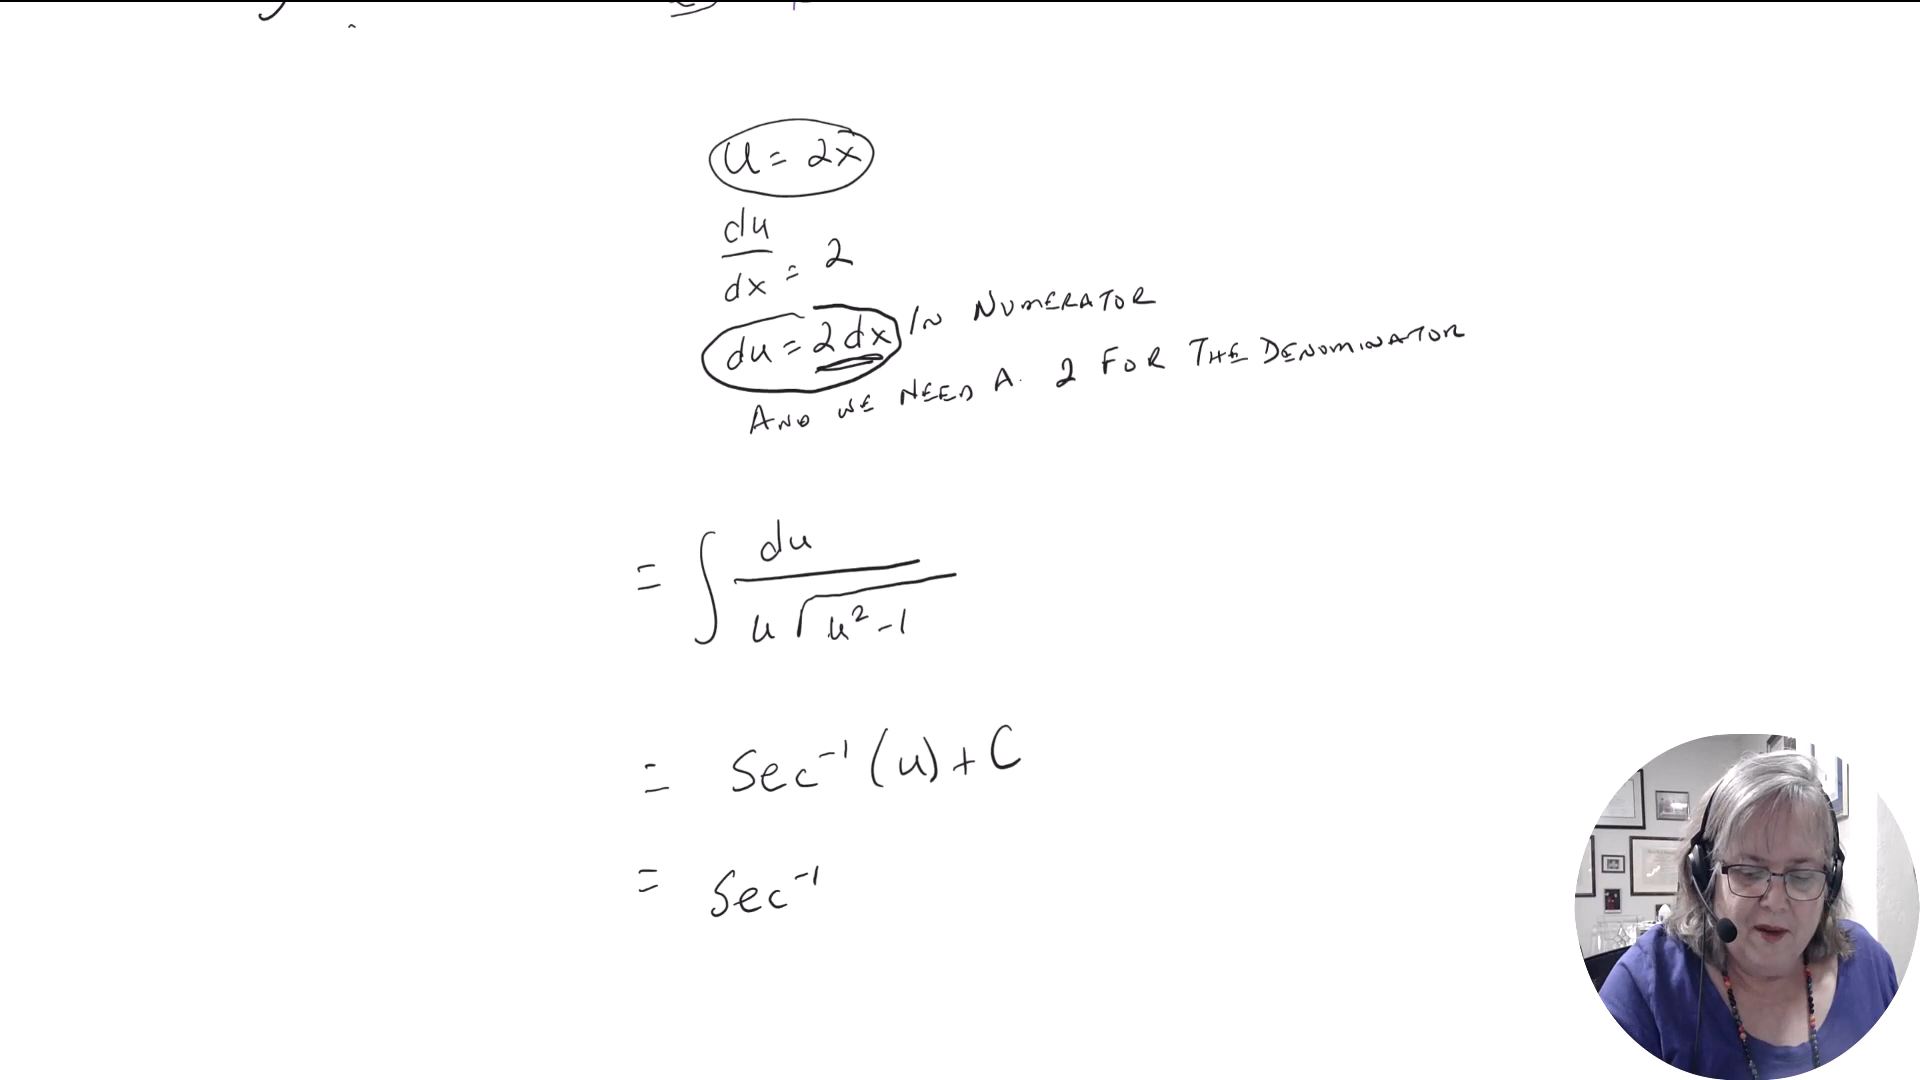 u = 2x
du/dx = 2
du = 2dx IN NUMERATOR
AND WE NEED A 2 FOR THE DENOMINATOR
= ∫ du / (u √(u² - 1))
= Sec⁻¹ (u) + C
= Sec⁻¹